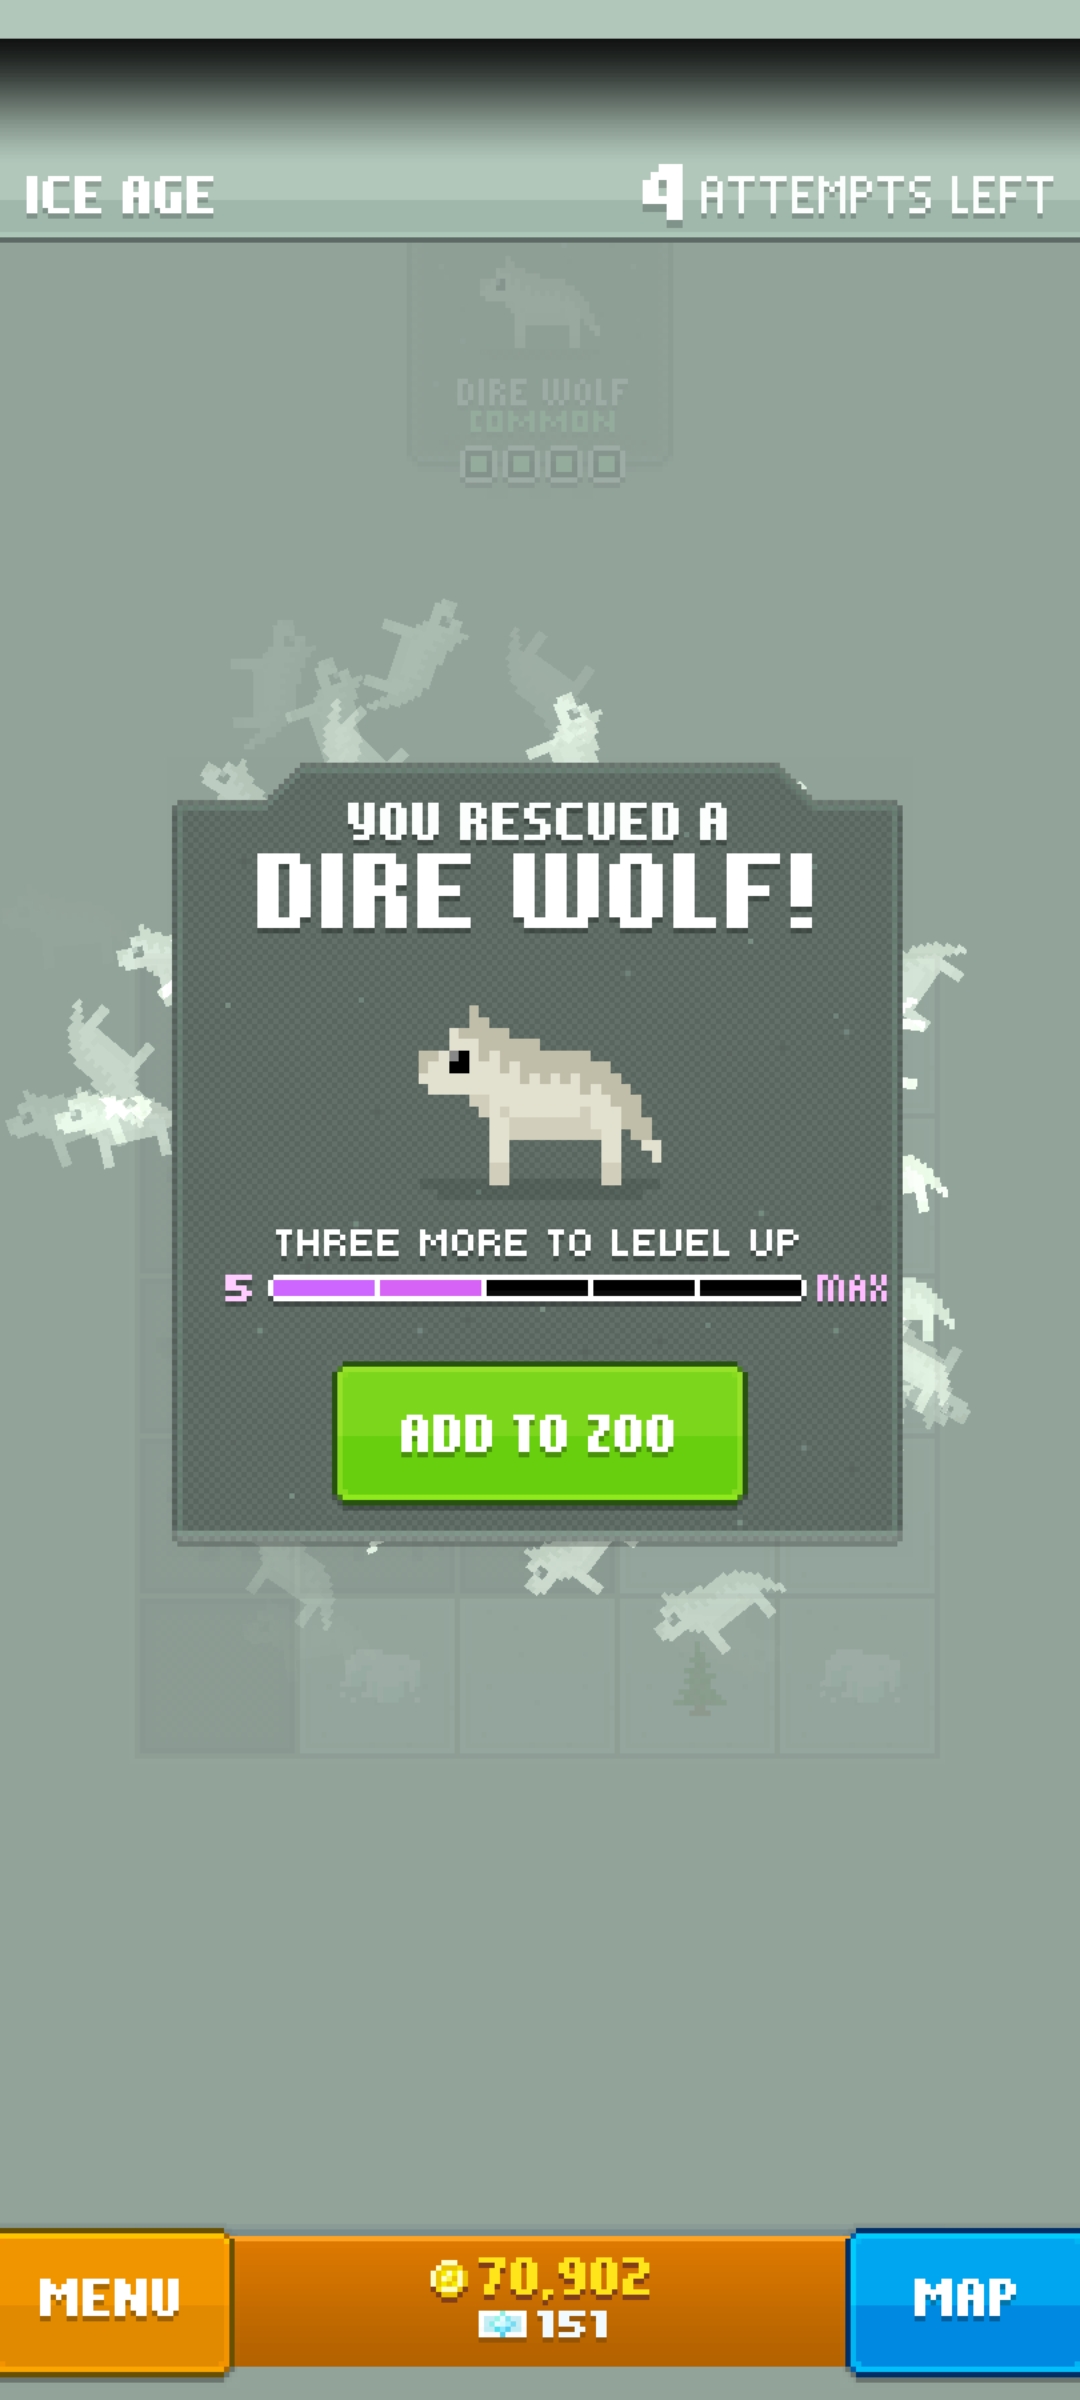 ICE AGE
4 ATTEMPTS LEFT
DIRE WOLF
COMMON
YOU RESCUED A
DIRE WOLF!
THREE MORE TO LEVEL UP
5 MAX
ADD TO ZOO
MENU
70,902
151
MAP